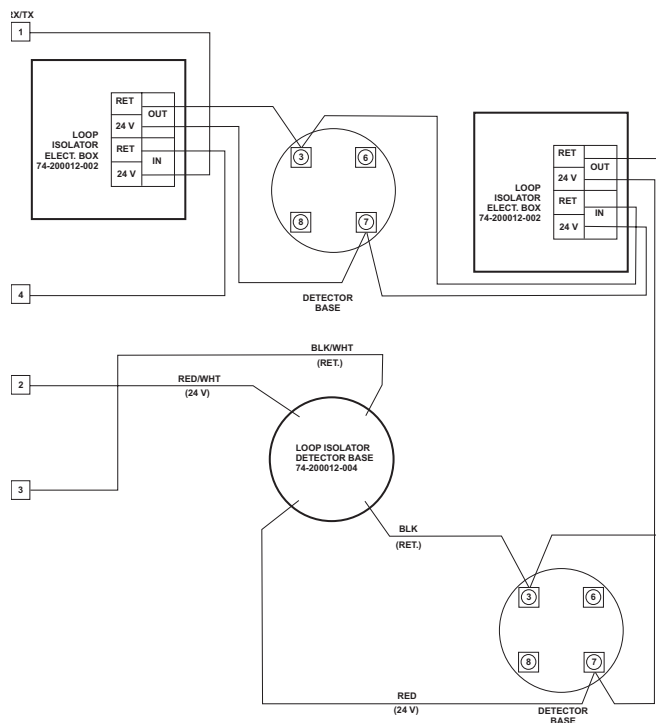 RX/TX
1
LOOP
ISOLATOR
ELECT. BOX
74-200012-002
RET
24 V
OUT
RET
24 V
IN
3
6
8
7
DETECTOR
BASE
LOOP
ISOLATOR
ELECT. BOX
74-200012-002
RET
24 V
OUT
RET
24 V
IN
4
BLK/WHT
(RET.)
2
RED/WHT
(24 V)
LOOP ISOLATOR
DETECTOR BASE
74-200012-004
3
BLK
(RET.)
3
6
8
7
RED
(24 V)
DETECTOR
BASE